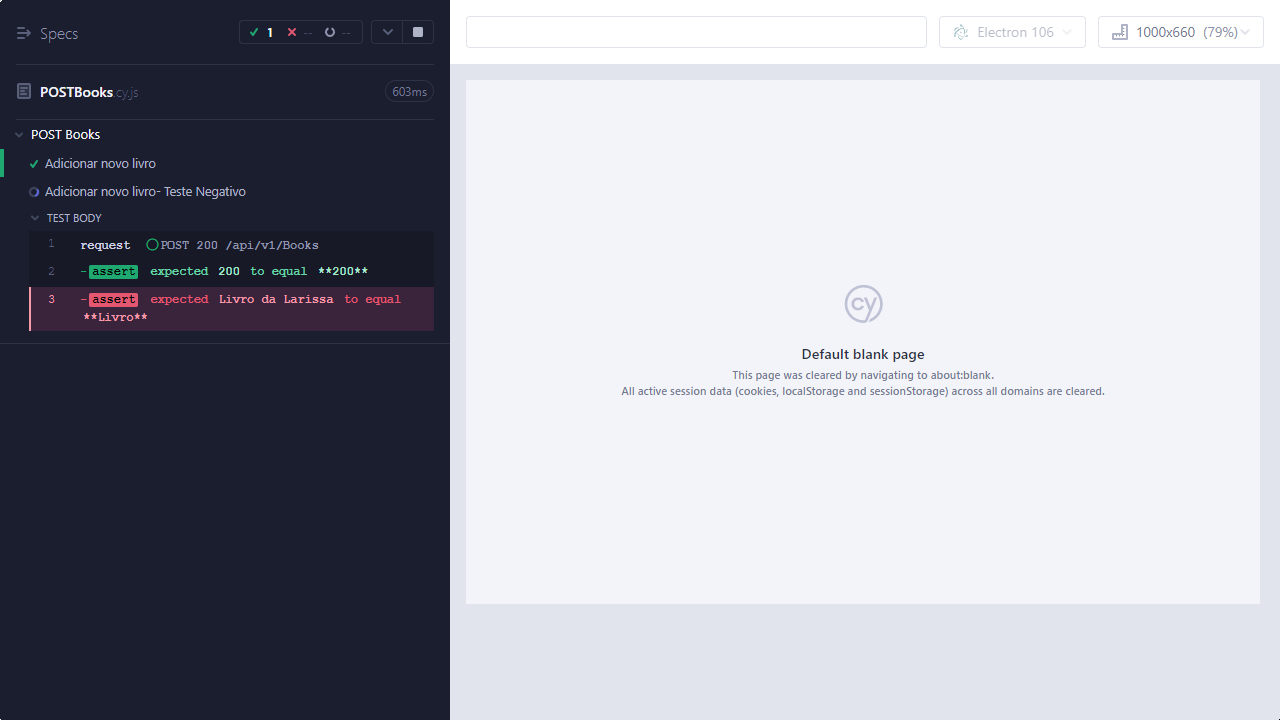 Specs
1 -- --
POSTBooks.cy.js 603ms
POST Books
Adicionar novo livro
Adicionar novo livro- Teste Negativo
TEST BODY
1 request POST 200 /api/v1/Books
2 -assert expected 200 to equal **200**
3 -assert expected Livro da Larissa to equal
**Livro**
Electron 106
1000x660 (79%)
cy
Default blank page
This page was cleared by navigating to about:blank.
All active session data (cookies, localStorage and sessionStorage) across all domains are cleared.